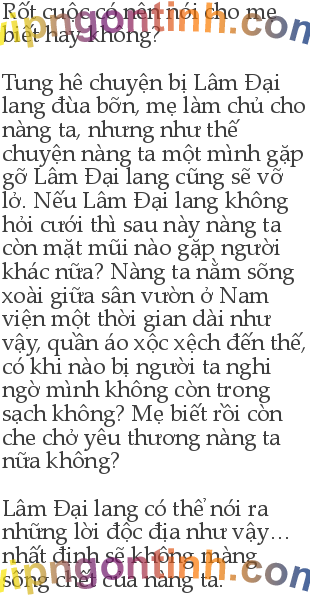 Rốt cuộc có nên nói cho mẹ
biết hay không?
Tung hê chuyện bị Lâm Đại
lang đùa bỡn, mẹ làm chủ cho
nàng ta, nhưng như thế
chuyện nàng ta một mình gặp
gỡ Lâm Đại lang cũng sẽ vỡ
lở. Nếu Lâm Đại lang không
hỏi cưới thì sau này nàng ta
còn mặt mũi nào gặp người
khác nữa? Nàng ta nằm sõng
xoài giữa sân vườn ở Nam
viện một thời gian dài như
vậy, quần áo xộc xệch đến thế,
có khi nào bị người ta nghi
ngờ mình không còn trong
sạch không? Mẹ biết rồi còn
che chở yêu thương nàng ta
nữa không?
Lâm Đại lang có thể nói ra
những lời độc địa như vậy...
nhất định sẽ không màng
sống chết của nàng ta.
vipngontinh.com
vipngontinh.com